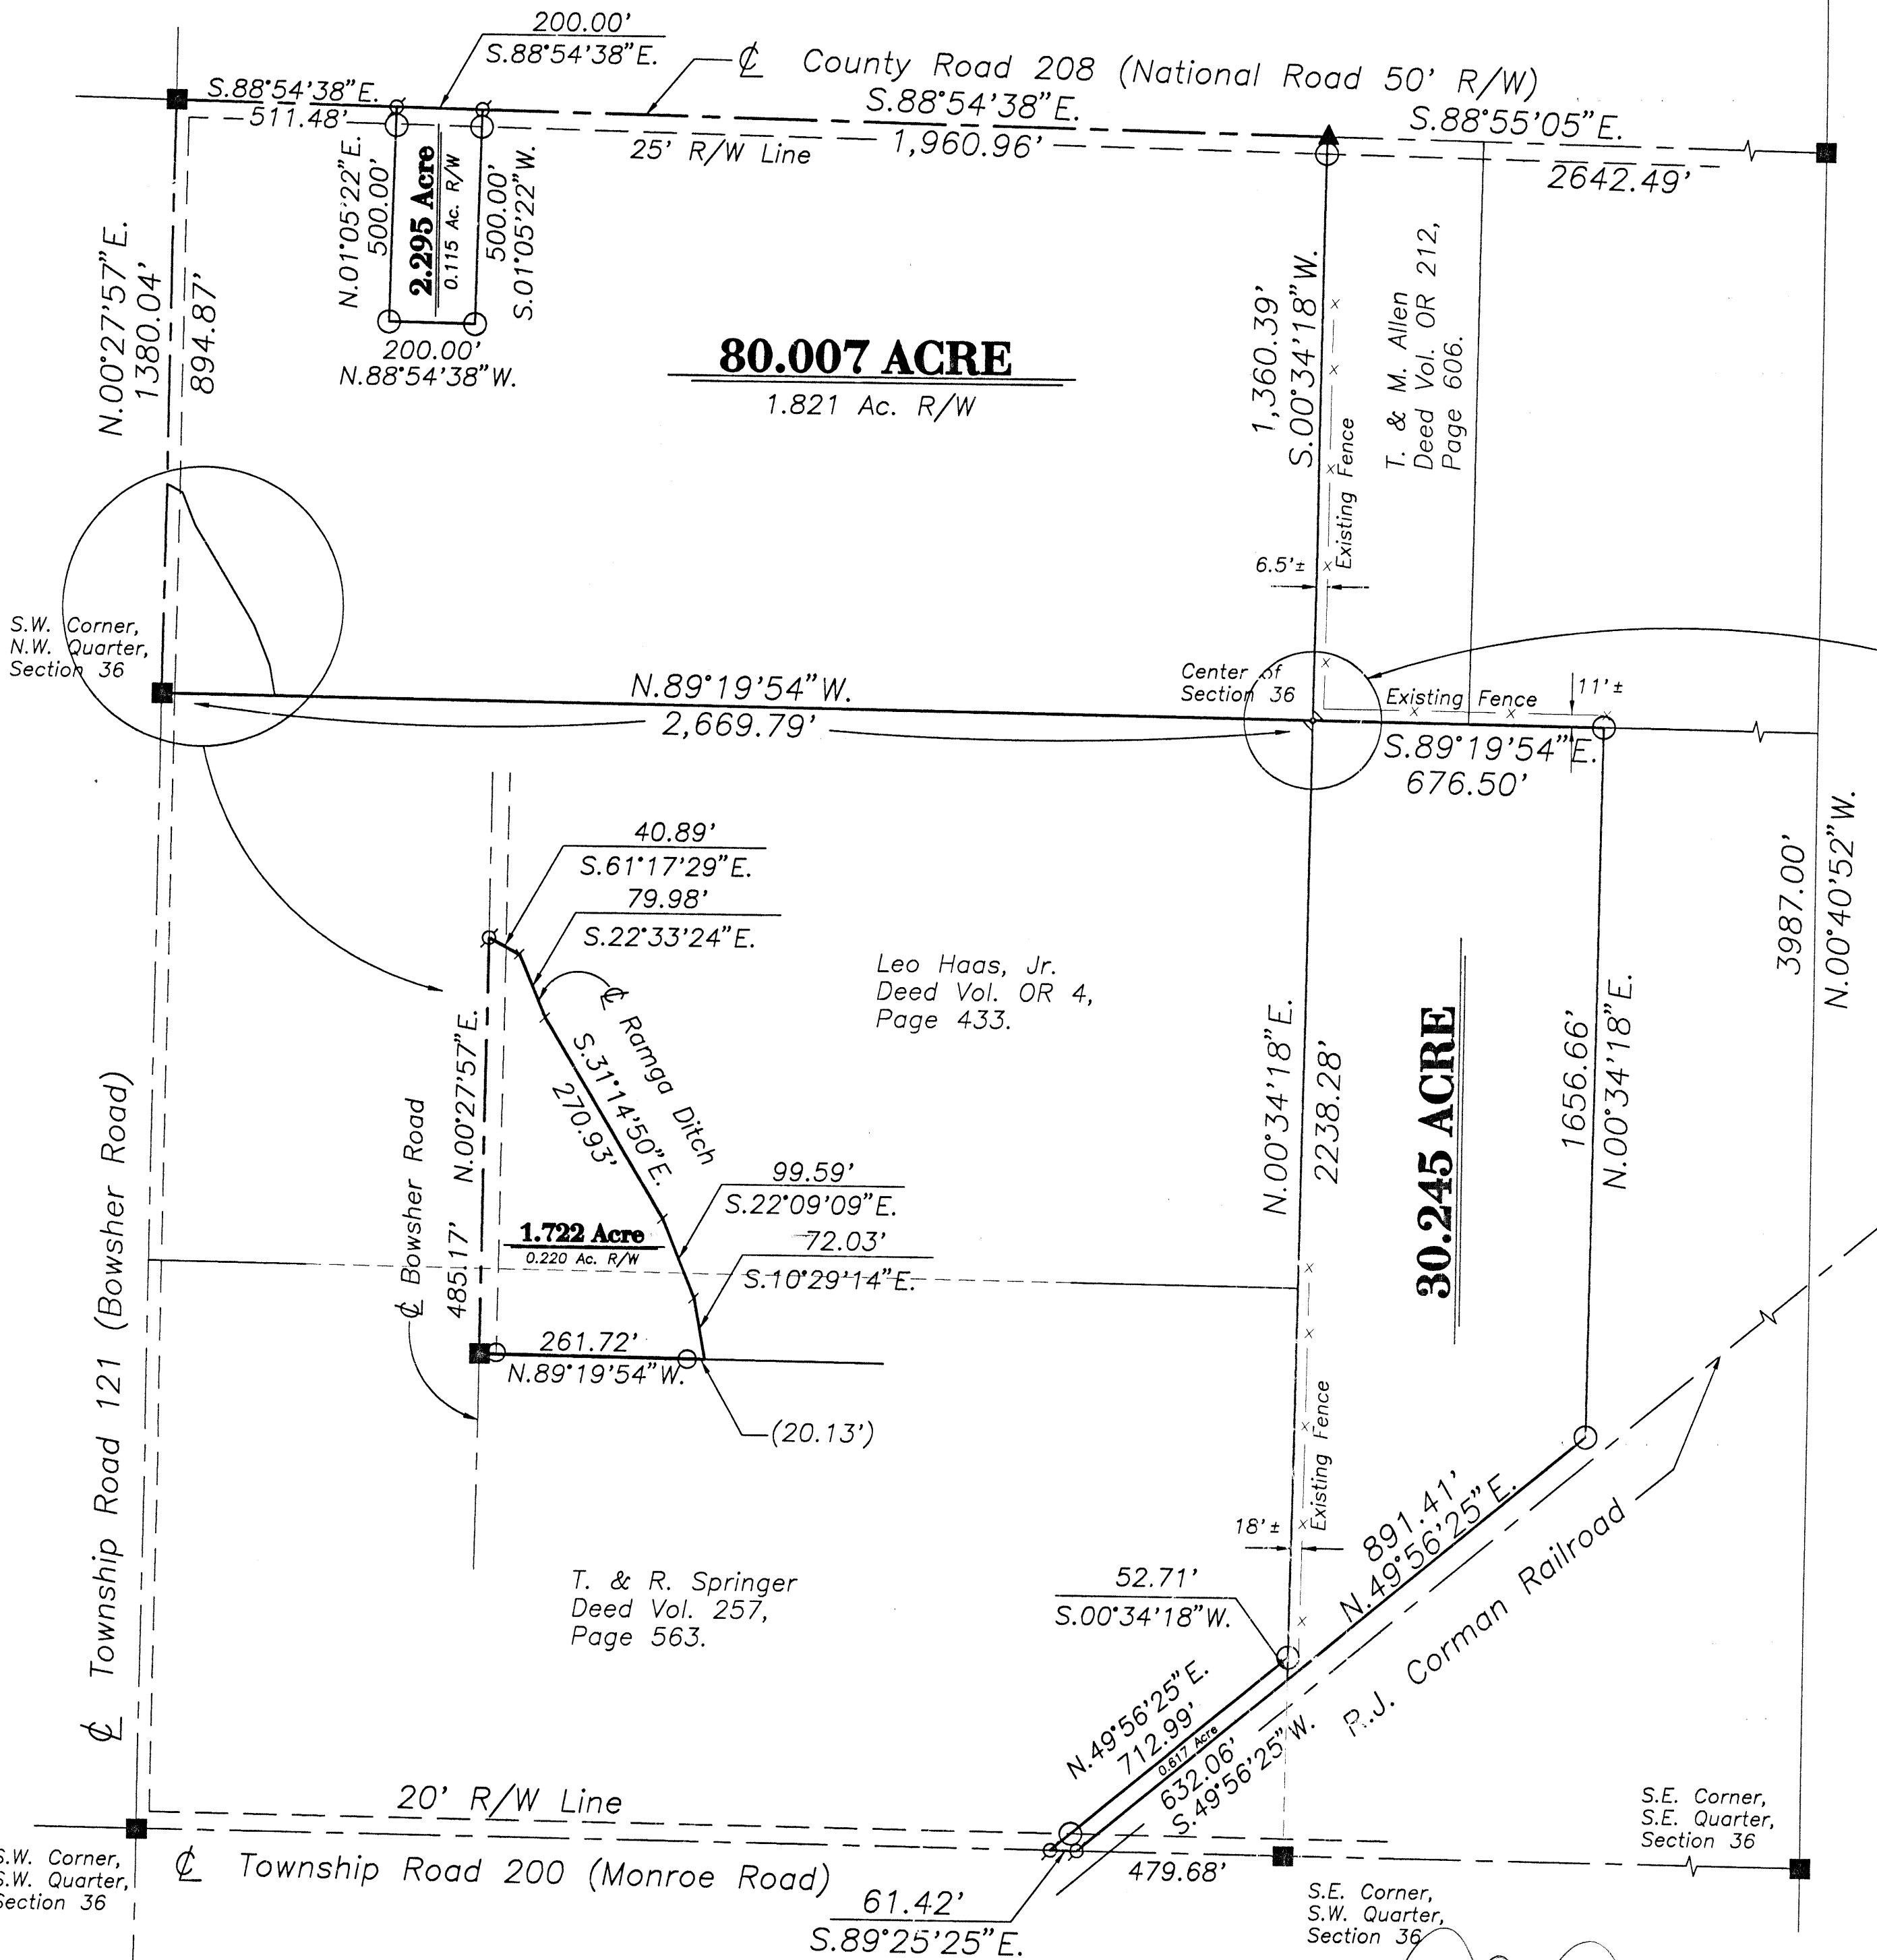 200.00'
S.88°54'38"E.
℄ County Road 208 (National Road 50' R/W)
S.88°54'38"E.
511.48'
S.88°54'38"E.
1,960.96'
25' R/W Line
S.88°55'05"E.
2642.49'
N.00°27'57"E.
1380.04'
894.87'
N.01°05'22"E.
500.00'
2.295 Acre
0.115 Ac. R/W
500.00'
S.01°05'22"W.
200.00'
N.88°54'38"W.
80.007 ACRE
1.821 Ac. R/W
1,360.39'
S.00°34'18"W.
Existing Fence
T. & M. Allen
Deed Vol. OR 212,
Page 606.
6.5'±
S.W. Corner,
N.W. Quarter,
Section 36
N.89°19'54"W.
2,669.79'
Center of
Section 36
Existing Fence
11'±
S.89°19'54"E.
676.50'
40.89'
S.61°17'29"E.
79.98'
S.22°33'24"E.
℄ Ramga Ditch
S.31°14'50"E.
270.93'
99.59'
S.22°09'09"E.
72.03'
S.10°29'14"E.
℄ Bowsher Road
485.17' N.00°27'57"E.
1.722 Acre
0.220 Ac. R/W
261.72'
N.89°19'54"W.
(20.13')
Leo Haas, Jr.
Deed Vol. OR 4,
Page 433.
N.00°34'18"E.
2238.28'
30.245 ACRE
1656.66'
N.00°34'18"E.
3987.00'
N.00°40'52"W.
℄ Township Road 121 (Bowsher Road)
Existing Fence
18'±
891.41'
N.49°56'25"E.
R.J. Corman Railroad
T. & R. Springer
Deed Vol. 257,
Page 563.
52.71'
S.00°34'18"W.
N.49°56'25"E.
712.99'
0.617 Acre
632.06'
S.49°56'25"W.
20' R/W Line
℄ Township Road 200 (Monroe Road)
479.68'
61.42'
S.89°25'25"E.
S.W. Corner,
S.W. Quarter,
Section 36
S.E. Corner,
S.W. Quarter,
Section 36
S.E. Corner,
S.E. Quarter,
Section 36